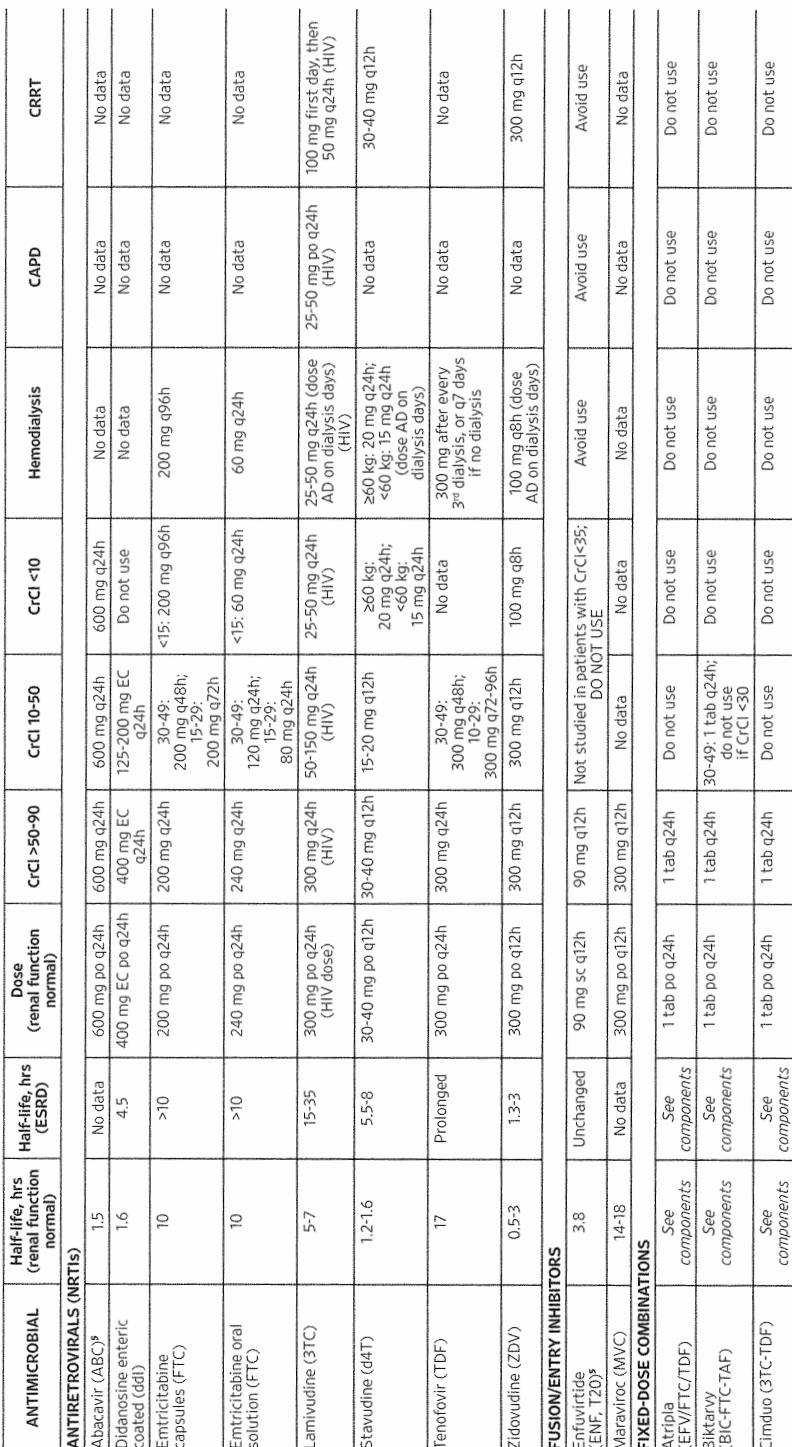 ANTIMICROBIAL
Half-life, hrs
(renal function
normal)
Half-life, hrs
(ESRD)
Dose
(renal function
normal)
CrCl >50-90
CrCl 10-50
CrCl <10
Hemodialysis
CAPD
CRRT
ANTIRETROVIRALS (NRTIs)
Abacavir (ABC)⁵
1.5
No data
600 mg po q24h
600 mg q24h
600 mg q24h
600 mg q24h
No data
No data
No data
Didanosine enteric
coated (ddI)
1.6
4.5
400 mg EC po q24h
400 mg EC
q24h
125-200 mg EC
q24h
Do not use
No data
No data
No data
Emtricitabine
capsules (FTC)
10
>10
200 mg po q24h
200 mg q24h
30-49:
200 mg q48h;
15-29:
200 mg q72h
<15: 200 mg q96h
200 mg q96h
No data
No data
Emtricitabine oral
solution (FTC)
10
>10
240 mg po q24h
240 mg q24h
30-49:
120 mg q24h;
15-29:
80 mg q24h
<15: 60 mg q24h
60 mg q24h
No data
No data
Lamivudine (3TC)
5-7
15-35
300 mg po q24h
(HIV dose)
300 mg q24h
(HIV)
50-150 mg q24h
(HIV)
25-50 mg q24h
(HIV)
25-50 mg q24h (dose
AD on dialysis days)
(HIV)
25-50 mg po q24h
(HIV)
100 mg first day, then
50 mg q24h (HIV)
Stavudine (d4T)
1.2-1.6
5.5-8
30-40 mg po q12h
30-40 mg q12h
15-20 mg q12h
≥60 kg:
20 mg q24h;
<60 kg:
15 mg q24h
≥60 kg: 20 mg q24h;
<60 kg: 15 mg q24h
(dose AD on
dialysis days)
No data
30-40 mg q12h
Tenofovir (TDF)
17
Prolonged
300 mg po q24h
300 mg q24h
30-49:
300 mg q48h;
10-29:
300 mg q72-96h
No data
300 mg after every
3rd dialysis, or q7 days
if no dialysis
No data
No data
Zidovudine (ZDV)
0.5-3
1.3-3
300 mg po q12h
300 mg q12h
300 mg q12h
100 mg q8h
100 mg q8h (dose
AD on dialysis days)
No data
300 mg q12h
FUSION/ENTRY INHIBITORS
Enfuvirtide
(ENF, T20)⁵
3.8
Unchanged
90 mg sc q12h
90 mg q12h
Not studied in patients with CrCl<35;
DO NOT USE
Avoid use
Avoid use
Avoid use
Maraviroc (MVC)
14-18
No data
300 mg po q12h
300 mg q12h
No data
No data
No data
No data
No data
FIXED-DOSE COMBINATIONS
Atripla
(EFV/FTC/TDF)
See
components
See
components
1 tab po q24h
1 tab q24h
Do not use
Do not use
Do not use
Do not use
Do not use
Biktarvy
(BIC-FTC-TAF)
See
components
See
components
1 tab po q24h
1 tab q24h
30-49: 1 tab q24h;
do not use
if CrCl <30
Do not use
Do not use
Do not use
Do not use
Cimduo (3TC-TDF)
See
components
See
components
1 tab po q24h
1 tab q24h
Do not use
Do not use
Do not use
Do not use
Do not use